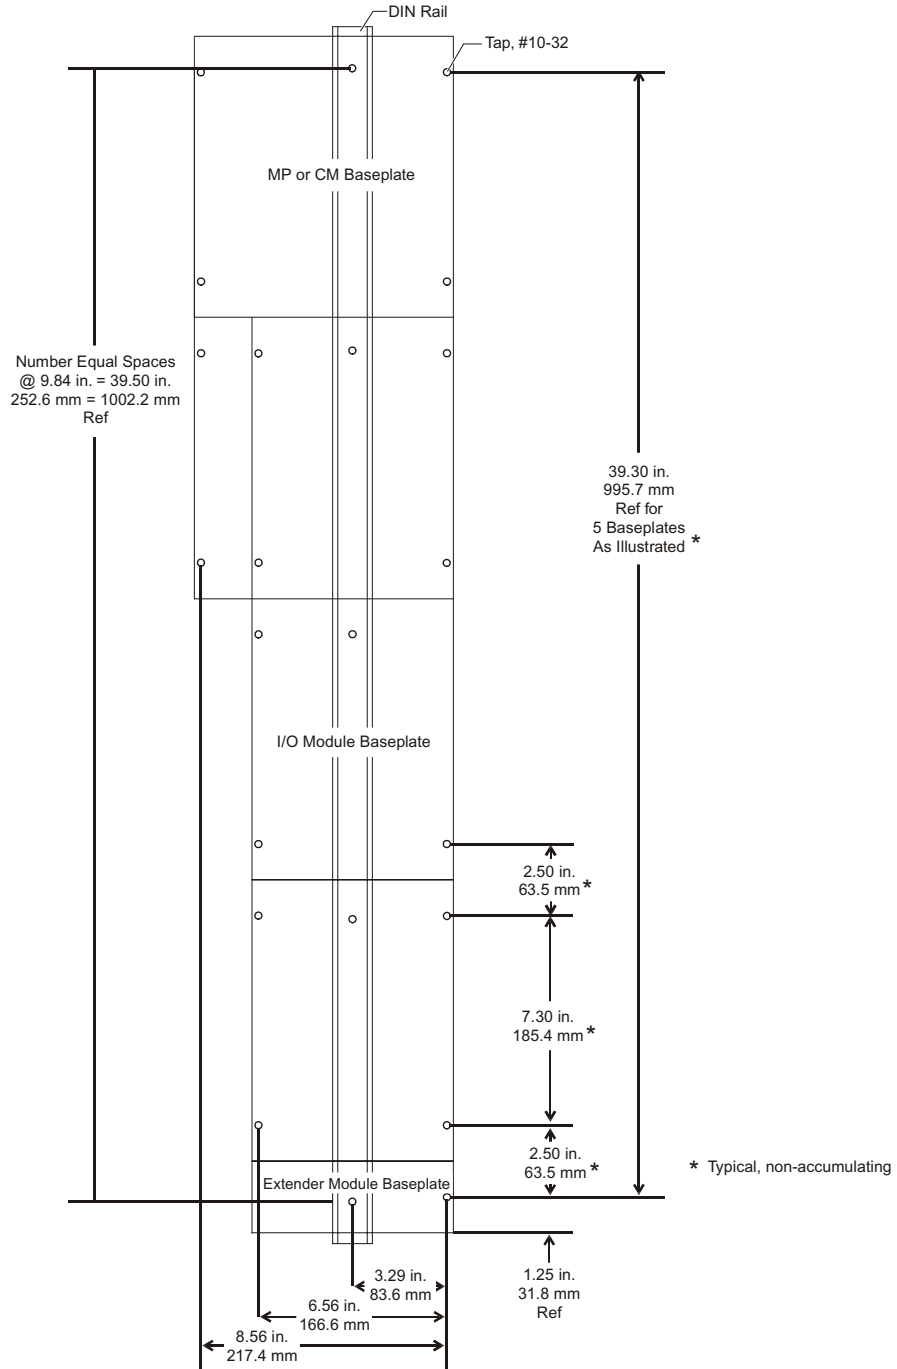 DIN Rail
Tap, #10-32
MP or CM Baseplate
Number Equal Spaces
@ 9.84 in. = 39.50 in.
252.6 mm = 1002.2 mm
Ref
39.30 in.
995.7 mm
Ref for
5 Baseplates
As Illustrated *
I/O Module Baseplate
2.50 in.
63.5 mm *
7.30 in.
185.4 mm *
2.50 in.
63.5 mm *
* Typical, non-accumulating
Extender Module Baseplate
3.29 in.
83.6 mm
1.25 in.
31.8 mm
Ref
6.56 in.
166.6 mm
8.56 in.
217.4 mm